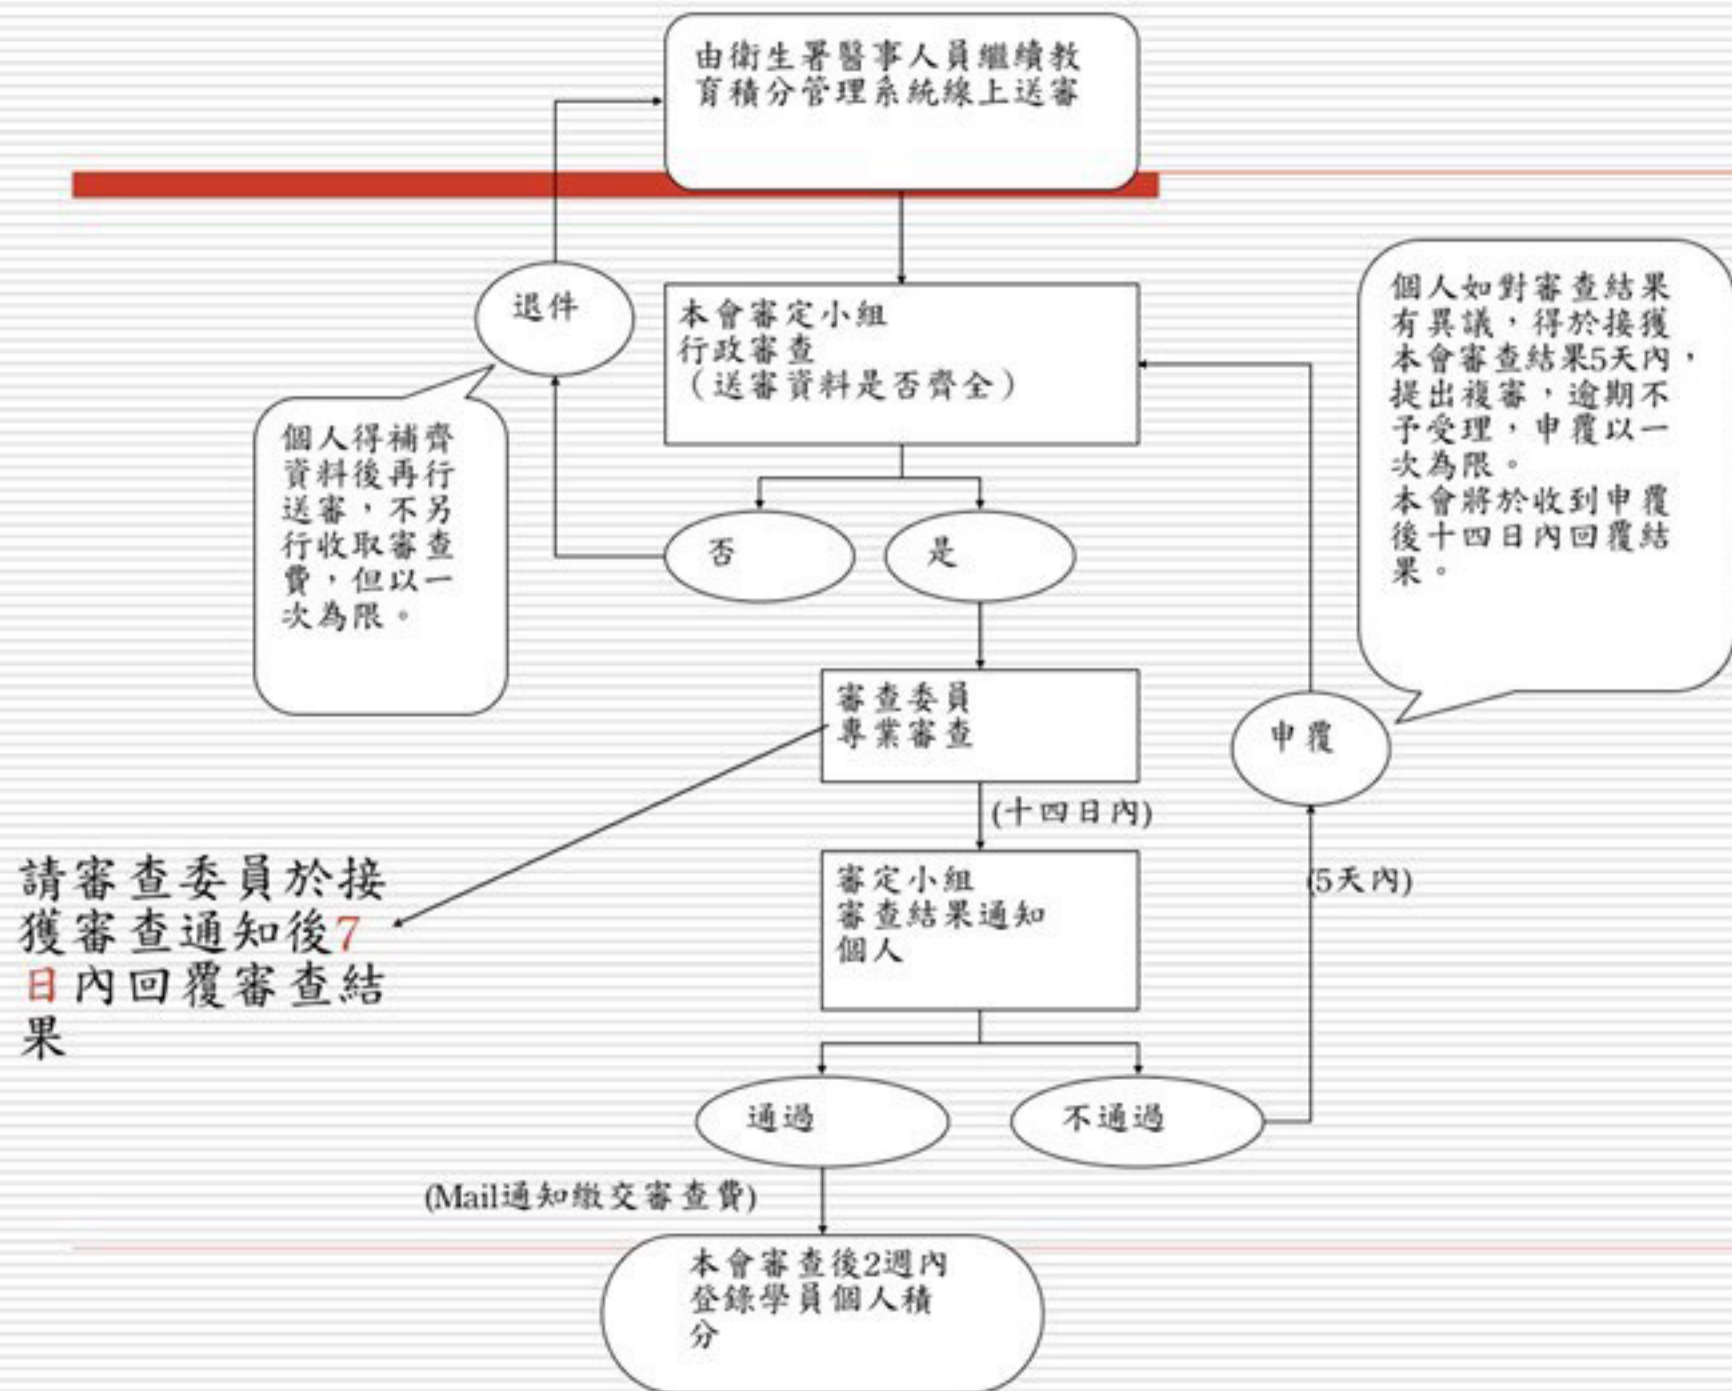 由衛生署醫事人員繼續教
育積分管理系統線上送審
退件
本會審定小組
行政審查
（送審資料是否齊全）
個人如對審查結果
有異議，得於接獲
本會審查結果5天內，
提出複審，逾期不
予受理，申覆以一
次為限。
本會將於收到申覆
後十四日內回覆結
果。
個人得補齊
資料後再行
送審，不另
行收取審查
費，但以一
次為限。
否
是
審查委員
專業審查
申覆
(十四日內)
請審查委員於接
獲審查通知後7
日內回覆審查結
果
審定小組
審查結果通知
個人
(5天內)
通過
不通過
(Mail通知繳交審查費)
本會審查後2週內
登錄學員個人積
分